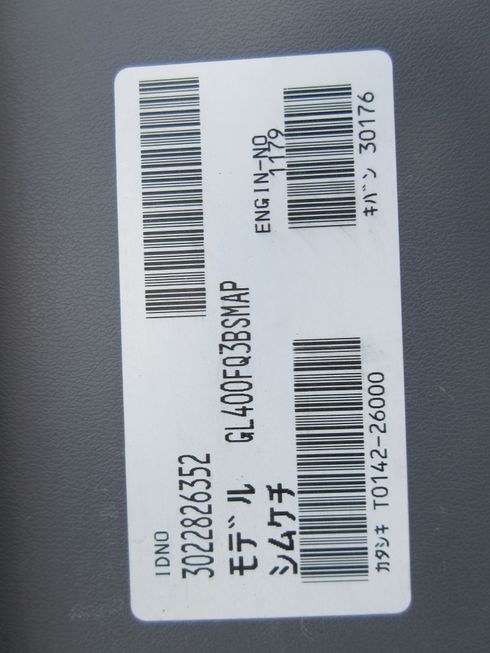 IDNO
3022826352
モデル GL400FQ3BSMAP
シムケチ
ENGIN-NO
1179
カタシキ T0142-26000
キバン 30176